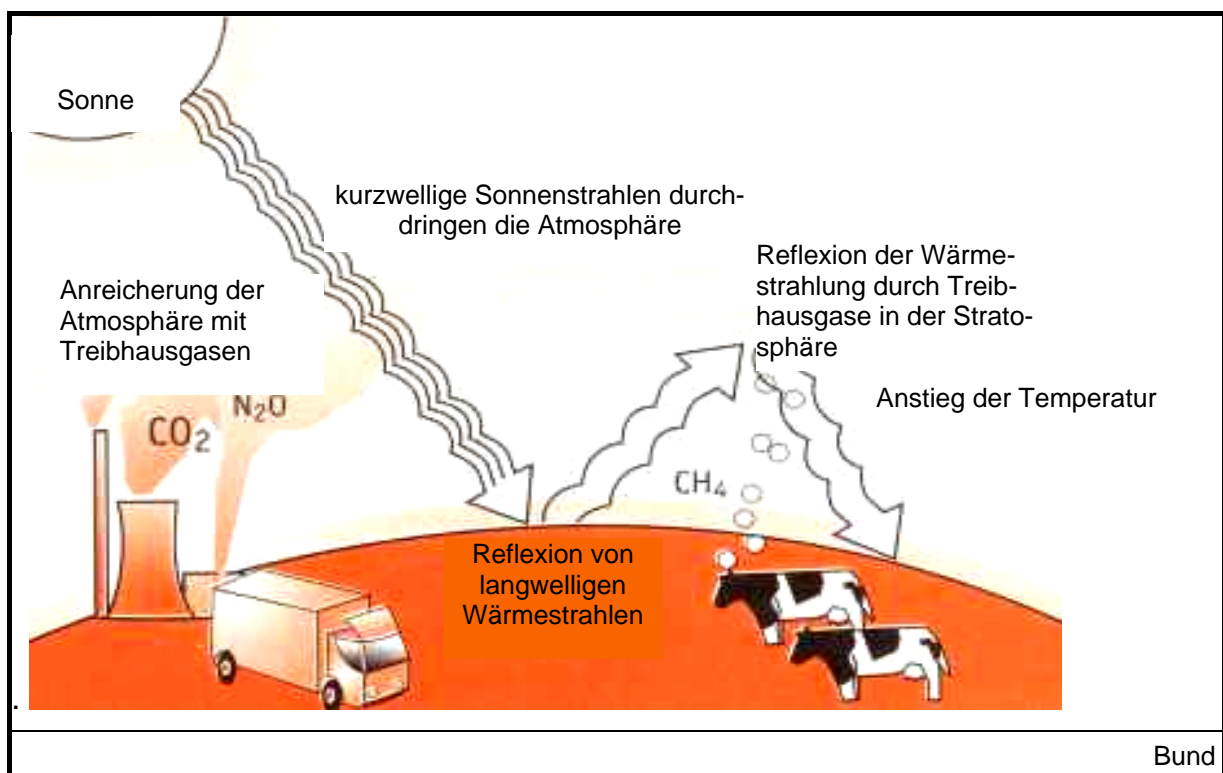 Sonne
kurzwellige Sonnenstrahlen durch-
dringen die Atmosphäre
Reflexion der Wärme-
strahlung durch Treib-
hausgase in der Strato-
sphäre
Anreicherung der
Atmosphäre mit
Treibhausgasen
Anstieg der Temperatur
N₂O
CO₂
CH₄
Reflexion von
langwelligen
Wärmestrahlen
.
Bund